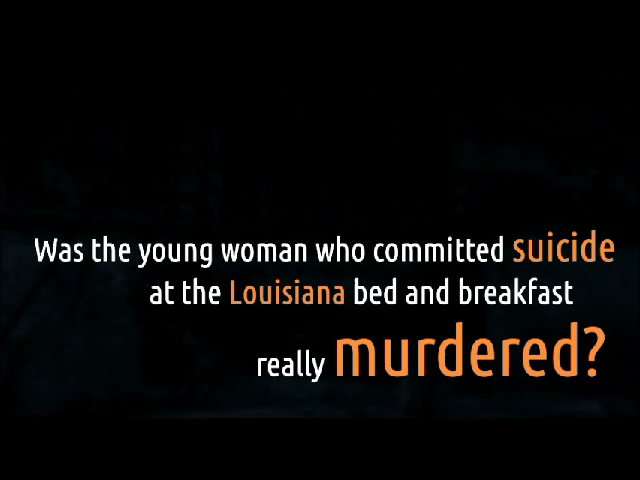 Was the young woman who committed suicide
at the Louisiana bed and breakfast
really murdered?